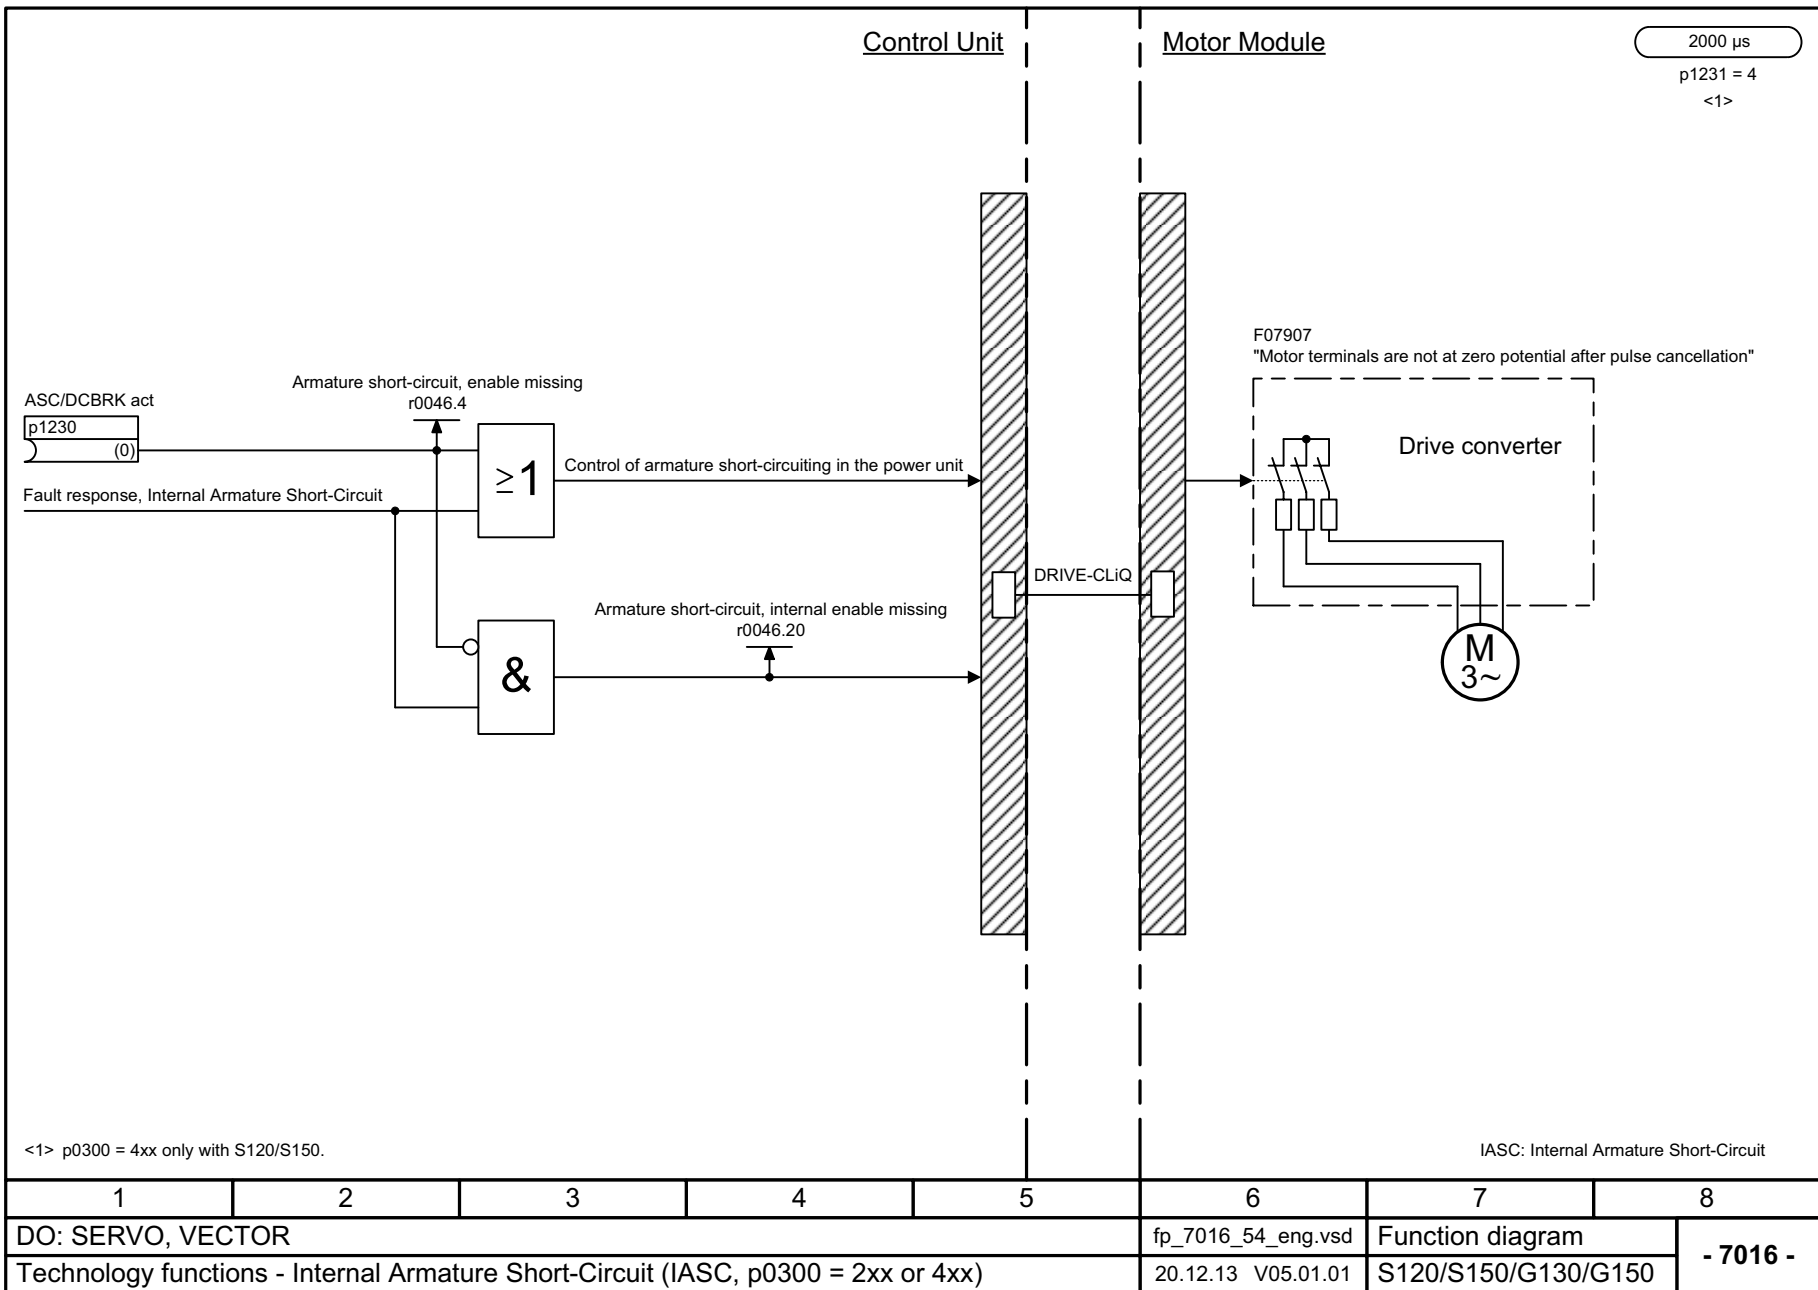 Control Unit
Motor Module
2000 µs
p1231 = 4
<1>
F07907
"Motor terminals are not at zero potential after pulse cancellation"
Armature short-circuit, enable missing
r0046.4
ASC/DCBRK act
p1230
(0)
≥1
Control of armature short-circuiting in the power unit
Drive converter
Fault response, Internal Armature Short-Circuit
DRIVE-CLiQ
Armature short-circuit, internal enable missing
r0046.20
&
M
3~
<1> p0300 = 4xx only with S120/S150.
IASC: Internal Armature Short-Circuit
1 2 3 4 5 6 7 8
DO: SERVO, VECTOR
fp_7016_54_eng.vsd
Function diagram
- 7016 -
Technology functions - Internal Armature Short-Circuit (IASC, p0300 = 2xx or 4xx)
20.12.13 V05.01.01
S120/S150/G130/G150